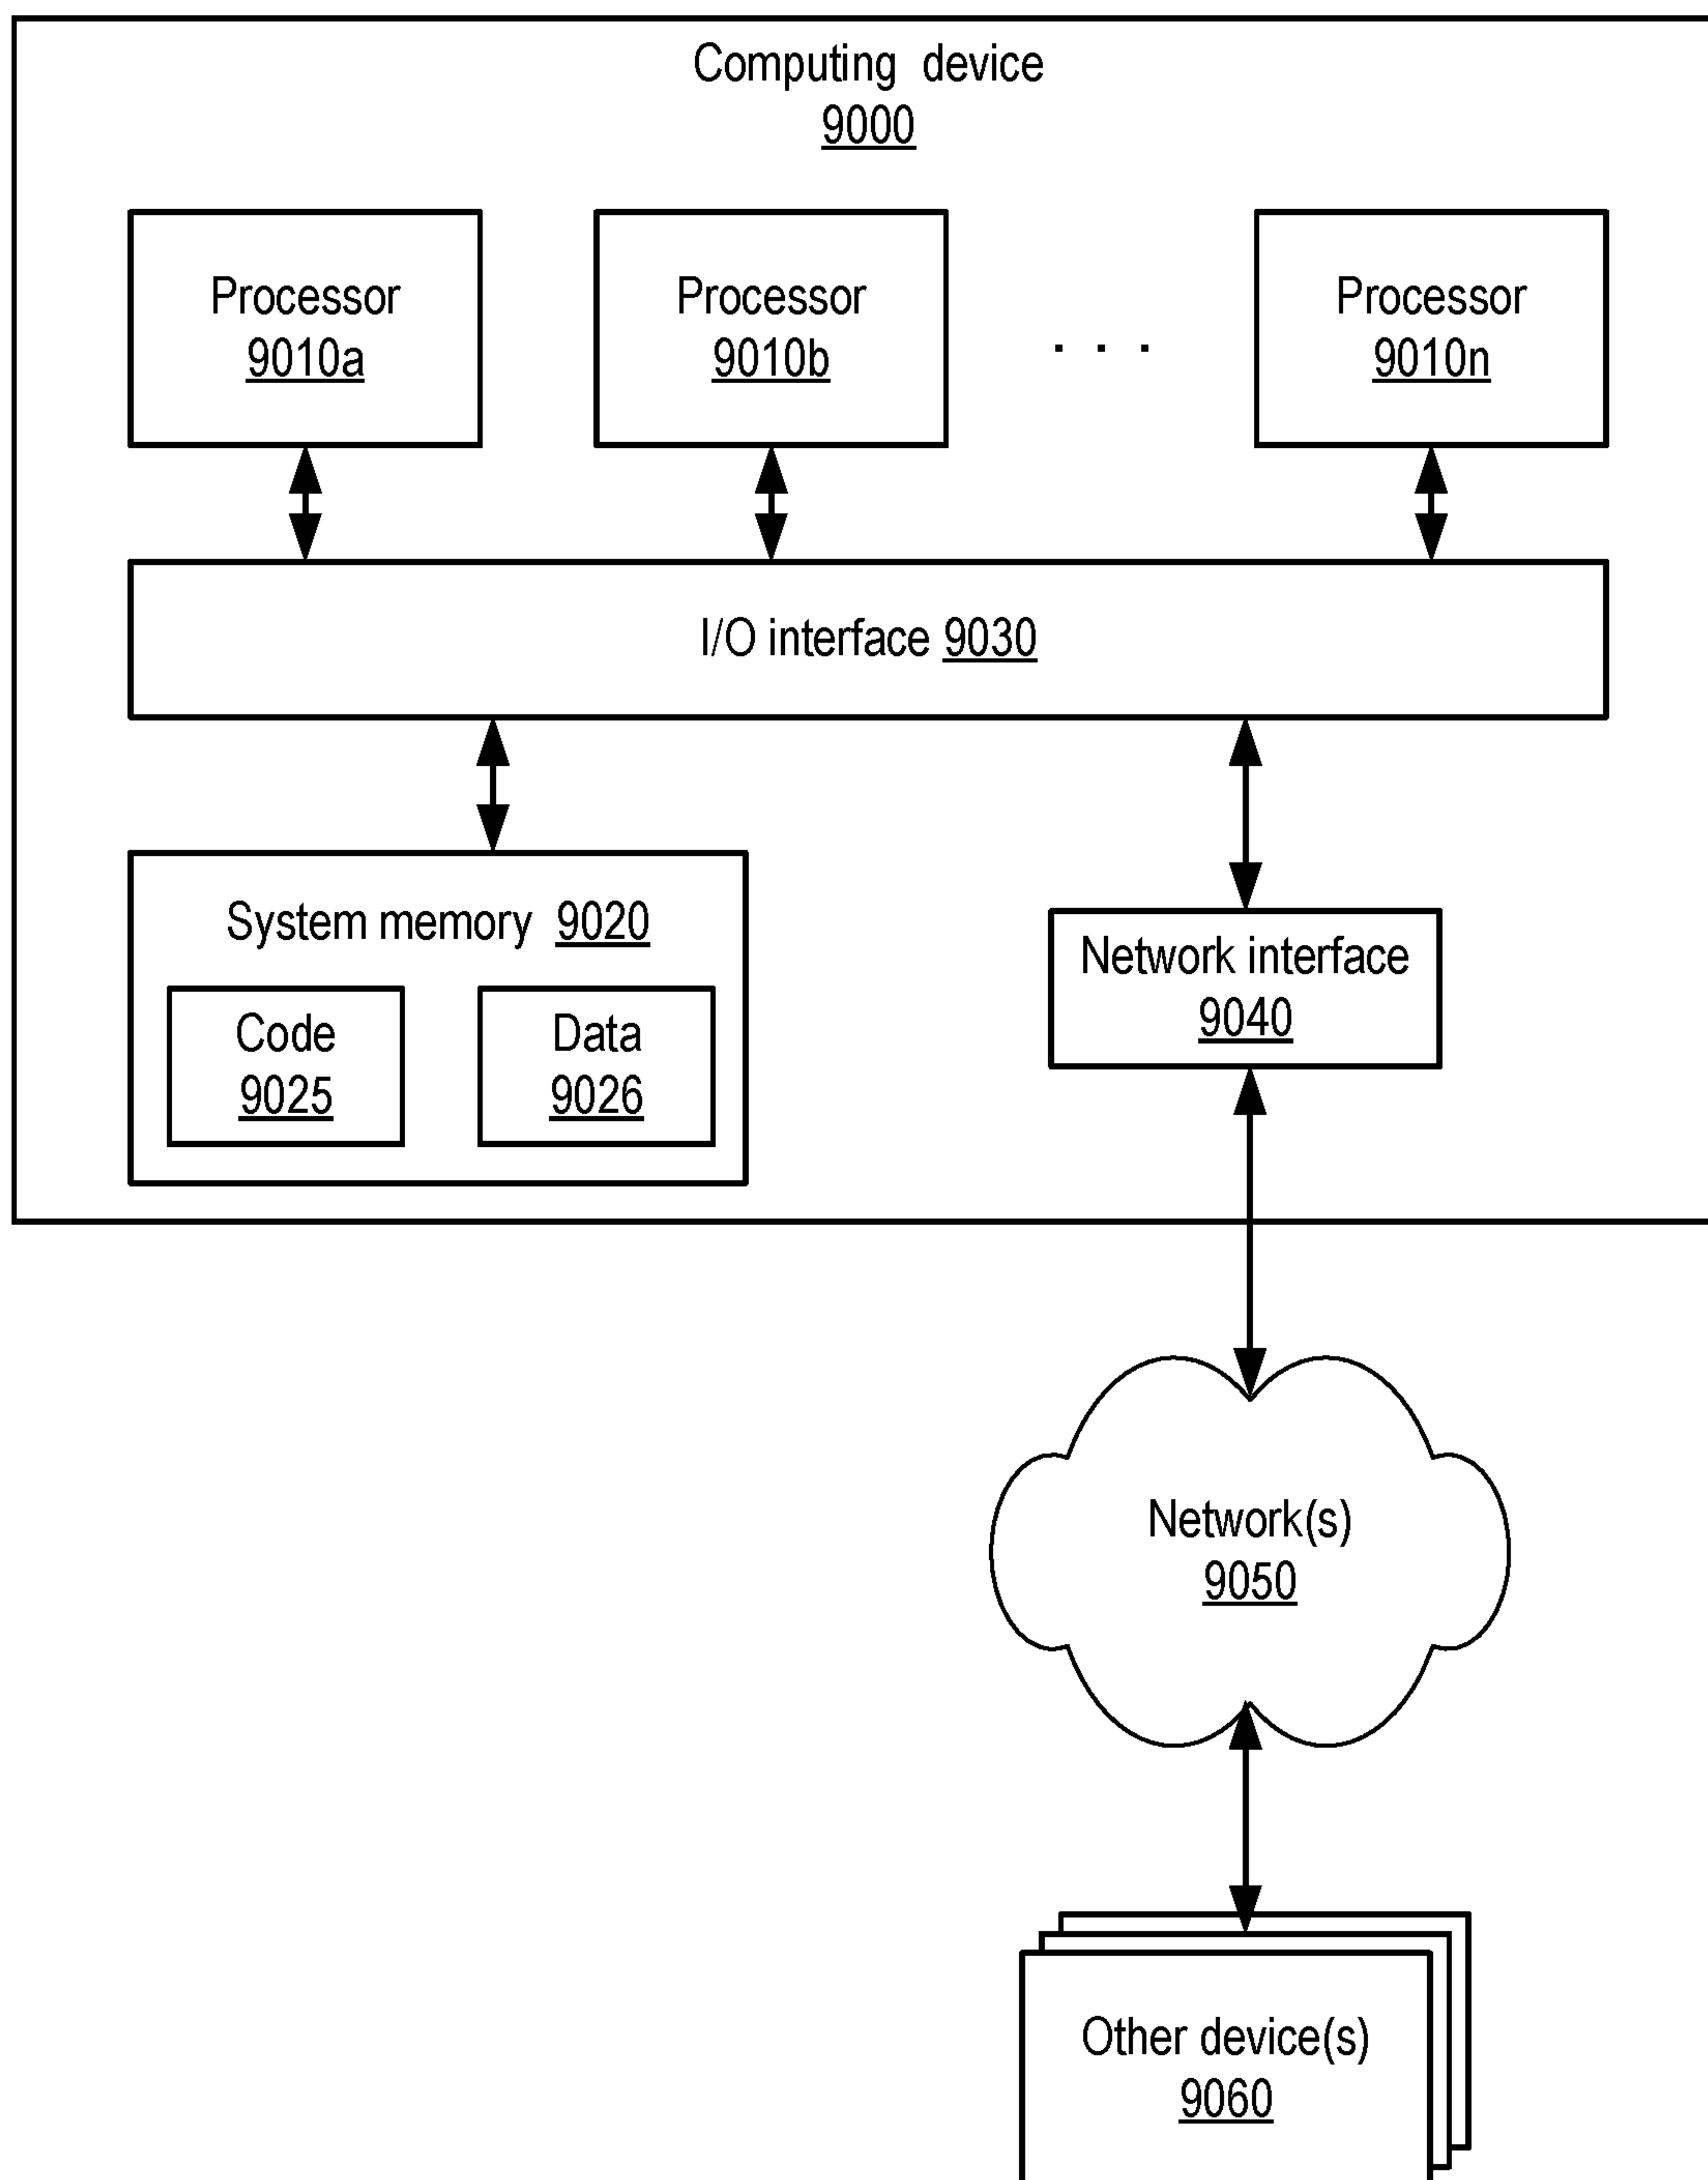 Computing device
9000
Processor
9010a
Processor
9010b
. . .
Processor
9010n
I/O interface 9030
System memory 9020
Code
9025
Data
9026
Network interface
9040
Network(s)
9050
Other device(s)
9060